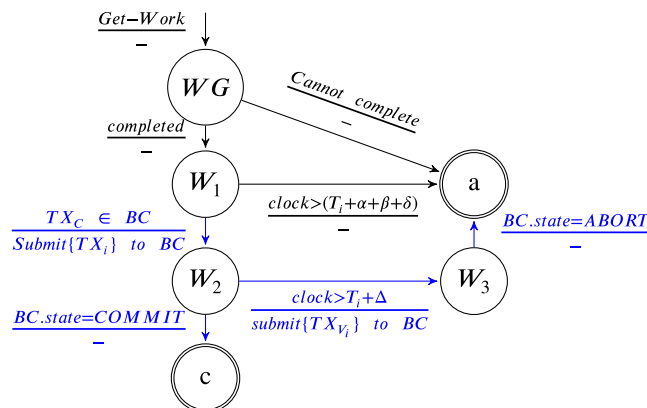 Get-Work
-
WG
Cannot complete
-
completed
-
W1
clock>(Ti+α+β+δ)
-
a
TXC ∈ BC
Submit{TXi} to BC
BC.state=ABORT
-
W2
clock>Ti+Δ
submit{TXVi} to BC
W3
BC.state=COMMIT
-
c